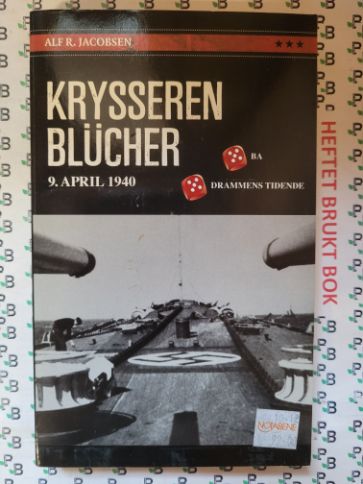 ALF R. JACOBSEN
KRYSSEREN
BLÜCHER
9. APRIL 1940
BA
DRAMMENS TIDENDE
HEFTET BRUKT BOK